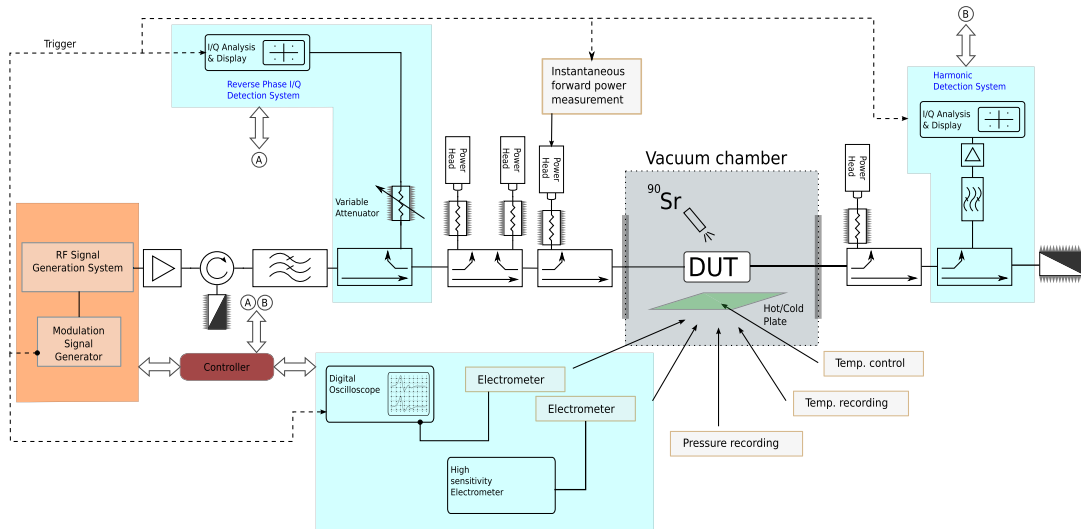 Trigger
I/Q Analysis
& Display
Reverse Phase I/Q
Detection System
A
Instantaneous
forward power
measurement
B
Harmonic
Detection System
I/Q Analysis
& Display
Variable
Attenuator
Power
Head
Power
Head
Power
Head
Vacuum chamber
90Sr
DUT
Hot/Cold
Plate
Power
Head
RF Signal
Generation System
Modulation
Signal
Generator
A B
Controller
Digital
Oscilloscope
Electrometer
Electrometer
High
sensitivity
Electrometer
Temp. control
Temp. recording
Pressure recording